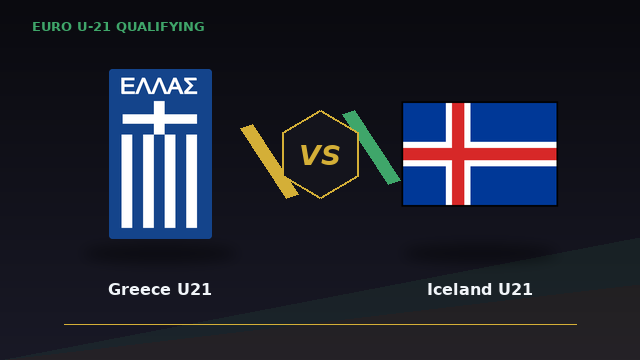 EURO U-21 QUALIFYING
ΕΛΛΑΣ
VS
Greece U21
Iceland U21